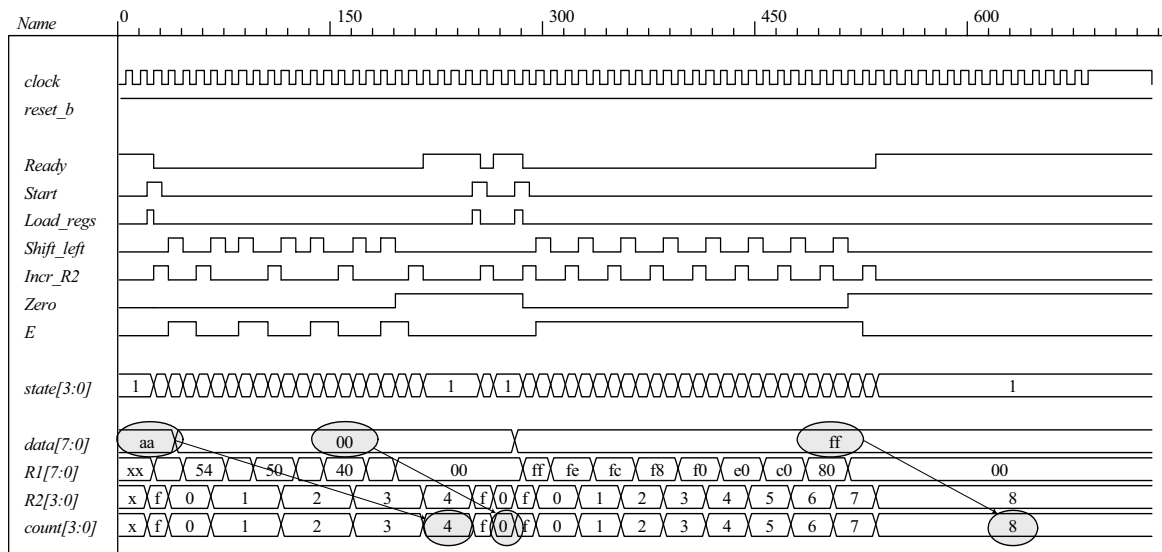 Name 0 150 300 450 600
clock
reset_b
Ready
Start
Load_regs
Shift_left
Incr_R2
Zero
E
state[3:0] 1 1 1 1
data[7:0] aa 00 ff
R1[7:0] xx 54 50 40 00 ff fe fc f8 f0 e0 c0 80 00
R2[3:0] x f 0 1 2 3 4 f 0 f 0 1 2 3 4 5 6 7 8
count[3:0] x f 0 1 2 3 4 f 0 f 0 1 2 3 4 5 6 7 8